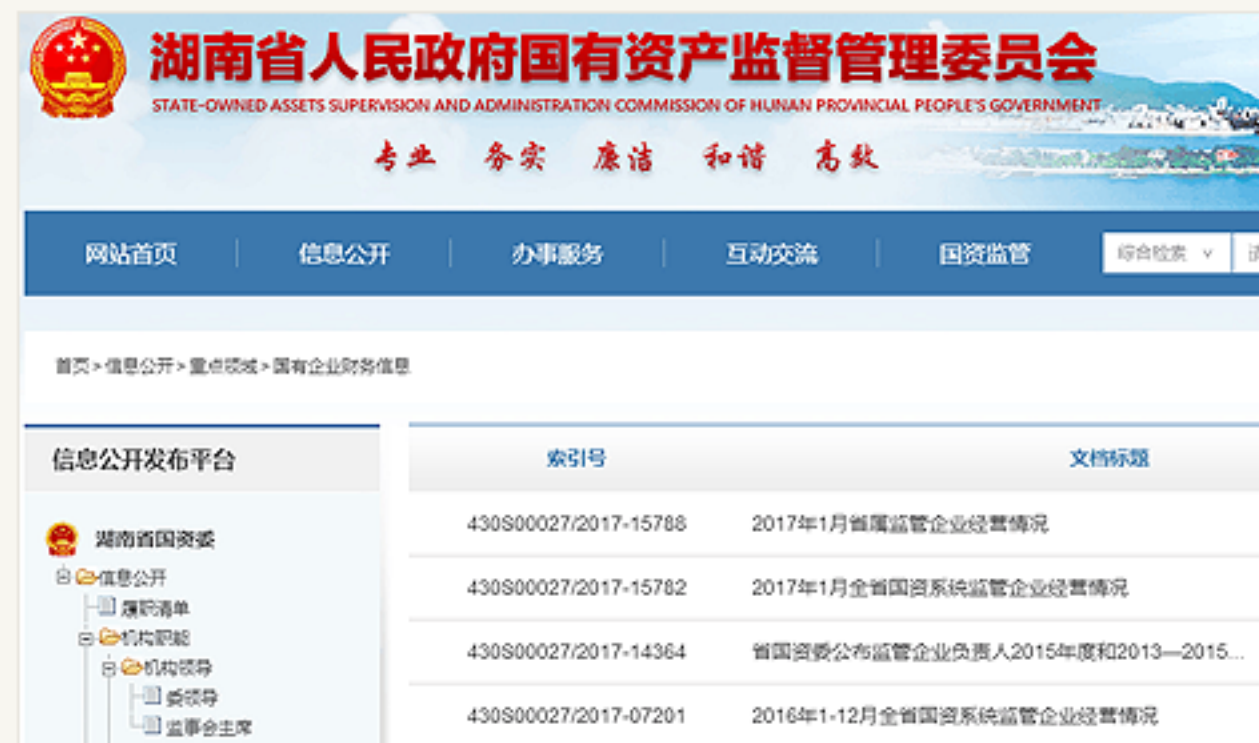 湖南省人民政府国有资产监督管理委员会
STATE-OWNED ASSETS SUPERVISION AND ADMINISTRATION COMMISSION OF HUNAN PROVINCIAL PEOPLE'S GOVERNMENT
专业 务实 廉洁 和谐 高效
网站首页 信息公开 办事服务 互动交流 国资监管 综合检索
首页>信息公开>重点领域>国有企业财务信息
信息公开发布平台
索引号 文档标题
430S00027/2017-15788 2017年1月省属监管企业经营情况
湖南省国资委
信息公开
430S00027/2017-15782 2017年1月全省国资系统监管企业经营情况
履职清单
机构职能
430S00027/2017-14364 省国资委公布监管企业负责人2015年度和2013—2015...
机构领导
委领导
430S00027/2017-07201 2016年1-12月全省国资系统监管企业经营情况
监事会主席